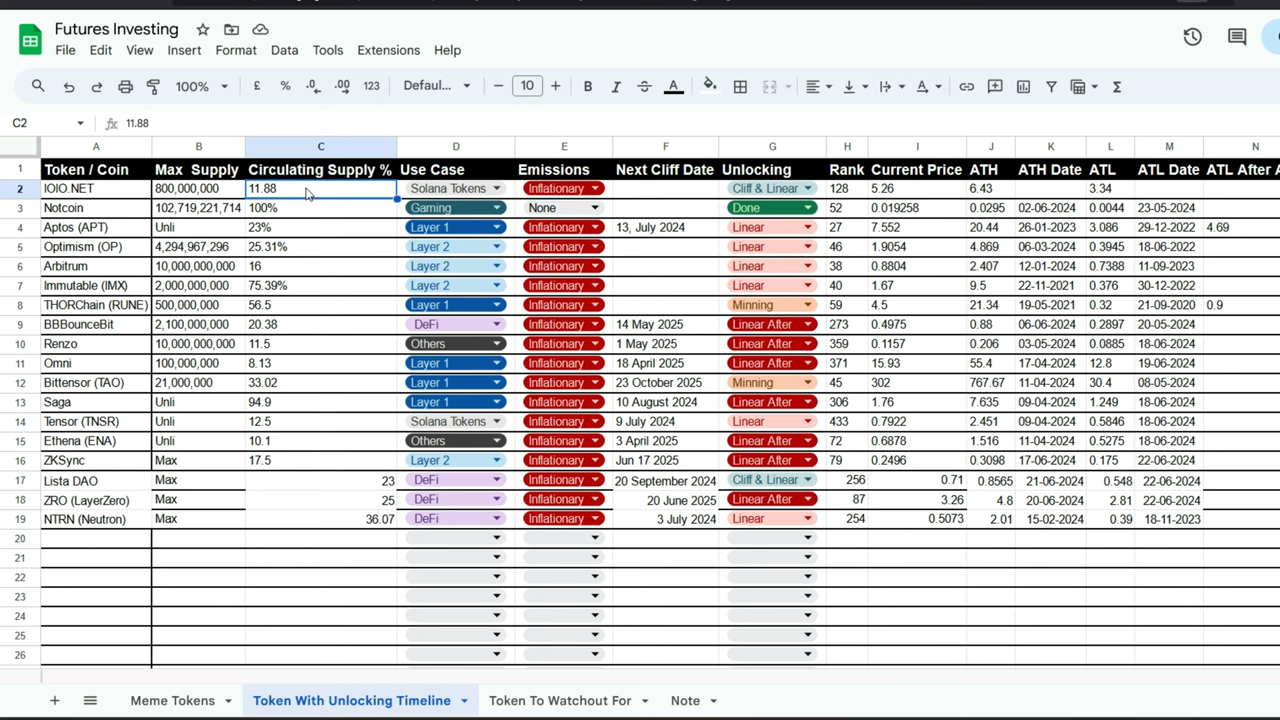 Futures Investing
File Edit View Insert Format Data Tools Extensions Help
100% £ % .0 .00 123 Defaul... 10 B I S A Σ
C2 fx 11.88
A B C D E F G H I J K L M N
1 Token / Coin Max Supply Circulating Supply % Use Case Emissions Next Cliff Date Unlocking Rank Current Price ATH ATH Date ATL ATL Date ATL After A
2 IOIO.NET 800,000,000 11.88 Solana Tokens Inflationary Cliff & Linear 128 5.26 6.43 3.34
3 Notcoin 102,719,221,714 100% Gaming None Done 52 0.019258 0.0295 02-06-2024 0.0044 23-05-2024
4 Aptos (APT) Unli 23% Layer 1 Inflationary 13, July 2024 Linear 27 7.552 20.44 26-01-2023 3.086 29-12-2022 4.69
5 Optimism (OP) 4,294,967,296 25.31% Layer 2 Inflationary Linear 46 1.9054 4.869 06-03-2024 0.3945 18-06-2022
6 Arbitrum 10,000,000,000 16 Layer 2 Inflationary Linear 38 0.8804 2.407 12-01-2024 0.7388 11-09-2023
7 Immutable (IMX) 2,000,000,000 75.39% Layer 2 Inflationary Linear 40 1.67 9.5 22-11-2021 0.376 30-12-2022
8 THORChain (RUNE) 500,000,000 56.5 Layer 1 Inflationary Minning 59 4.5 21.34 19-05-2021 0.32 21-09-2020 0.9
9 BBBounceBit 2,100,000,000 20.38 DeFi Inflationary 14 May 2025 Linear After 273 0.4975 0.88 06-06-2024 0.2897 20-05-2024
10 Renzo 10,000,000,000 11.5 Others Inflationary 1 May 2025 Linear After 359 0.1157 0.206 03-05-2024 0.0885 18-06-2024
11 Omni 100,000,000 8.13 Layer 1 Inflationary 18 April 2025 Linear After 371 15.93 55.4 17-04-2024 12.8 19-06-2024
12 Bittensor (TAO) 21,000,000 33.02 Layer 1 Inflationary 23 October 2025 Minning 45 302 767.67 11-04-2024 30.4 08-05-2024
13 Saga Unli 94.9 Layer 1 Inflationary 10 August 2024 Linear After 306 1.76 7.635 09-04-2024 1.249 18-06-2024
14 Tensor (TNSR) Unli 12.5 Solana Tokens Inflationary 9 July 2024 Linear 433 0.7922 2.451 09-04-2024 0.5846 18-06-2024
15 Ethena (ENA) Unli 10.1 Others Inflationary 3 April 2025 Linear After 72 0.6878 1.516 11-04-2024 0.5275 18-06-2024
16 ZKSync Max 17.5 Layer 2 Inflationary Jun 17 2025 Linear After 79 0.2496 0.3098 17-06-2024 0.175 22-06-2024
17 Lista DAO Max 23 DeFi Inflationary 20 September 2024 Cliff & Linear 256 0.71 0.8565 21-06-2024 0.548 22-06-2024
18 ZRO (LayerZero) Max 25 DeFi Inflationary 20 June 2025 Linear After 87 3.26 4.8 20-06-2024 2.81 22-06-2024
19 NTRN (Neutron) Max 36.07 DeFi Inflationary 3 July 2024 Linear 254 0.5073 2.01 15-02-2024 0.39 18-11-2023
20
21
22
23
24
25
26
Meme Tokens Token With Unlocking Timeline Token To Watchout For Note